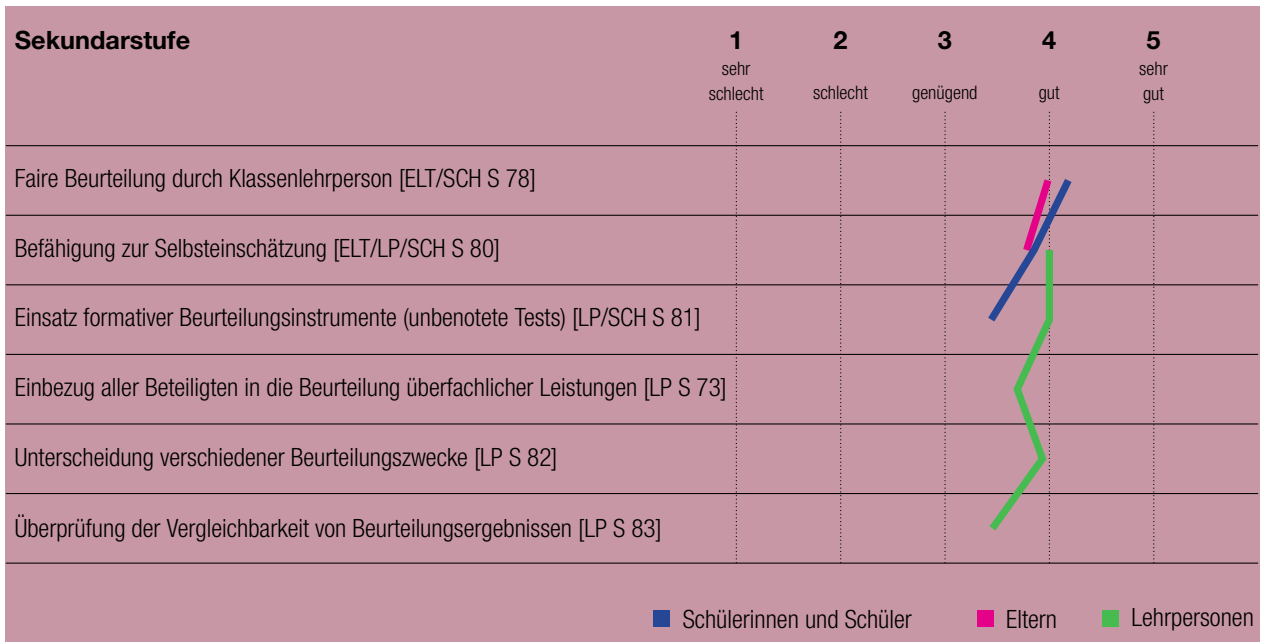 Sekundarstufe 1 2 3 4 5
sehr schlecht schlecht genügend gut sehr gut
Faire Beurteilung durch Klassenlehrperson [ELT/SCH S 78]
Befähigung zur Selbsteinschätzung [ELT/LP/SCH S 80]
Einsatz formativer Beurteilungsinstrumente (unbenotete Tests) [LP/SCH S 81]
Einbezug aller Beteiligten in die Beurteilung überfachlicher Leistungen [LP S 73]
Unterscheidung verschiedener Beurteilungszwecke [LP S 82]
Überprüfung der Vergleichbarkeit von Beurteilungsergebnissen [LP S 83]
Schülerinnen und Schüler Eltern Lehrpersonen